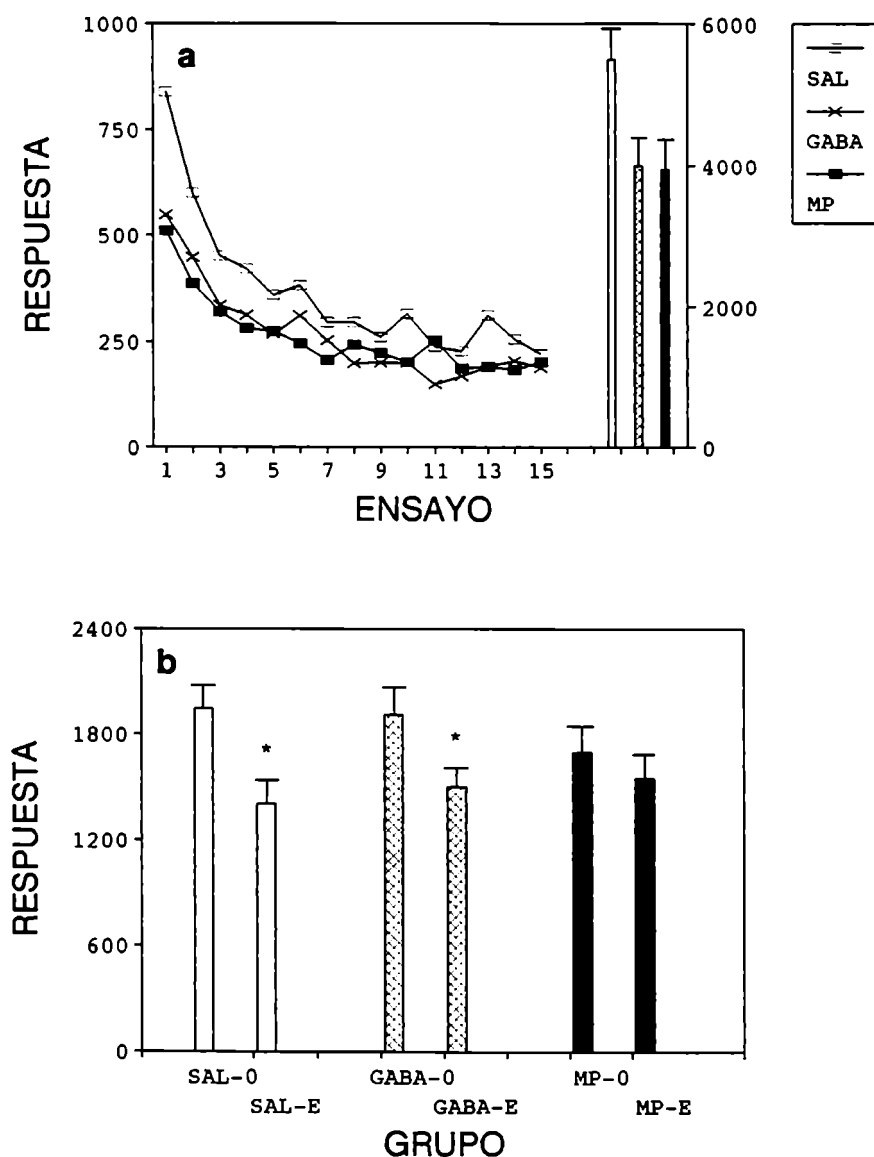 a
RESPUESTA
1000
750
500
250
0
1 3 5 7 9 11 13 15
ENSAYO
6000
4000
2000
0
SAL
GABA
MP
b
RESPUESTA
2400
1800
1200
600
0
* *
SAL-0 GABA-0 MP-0
SAL-E GABA-E MP-E
GRUPO